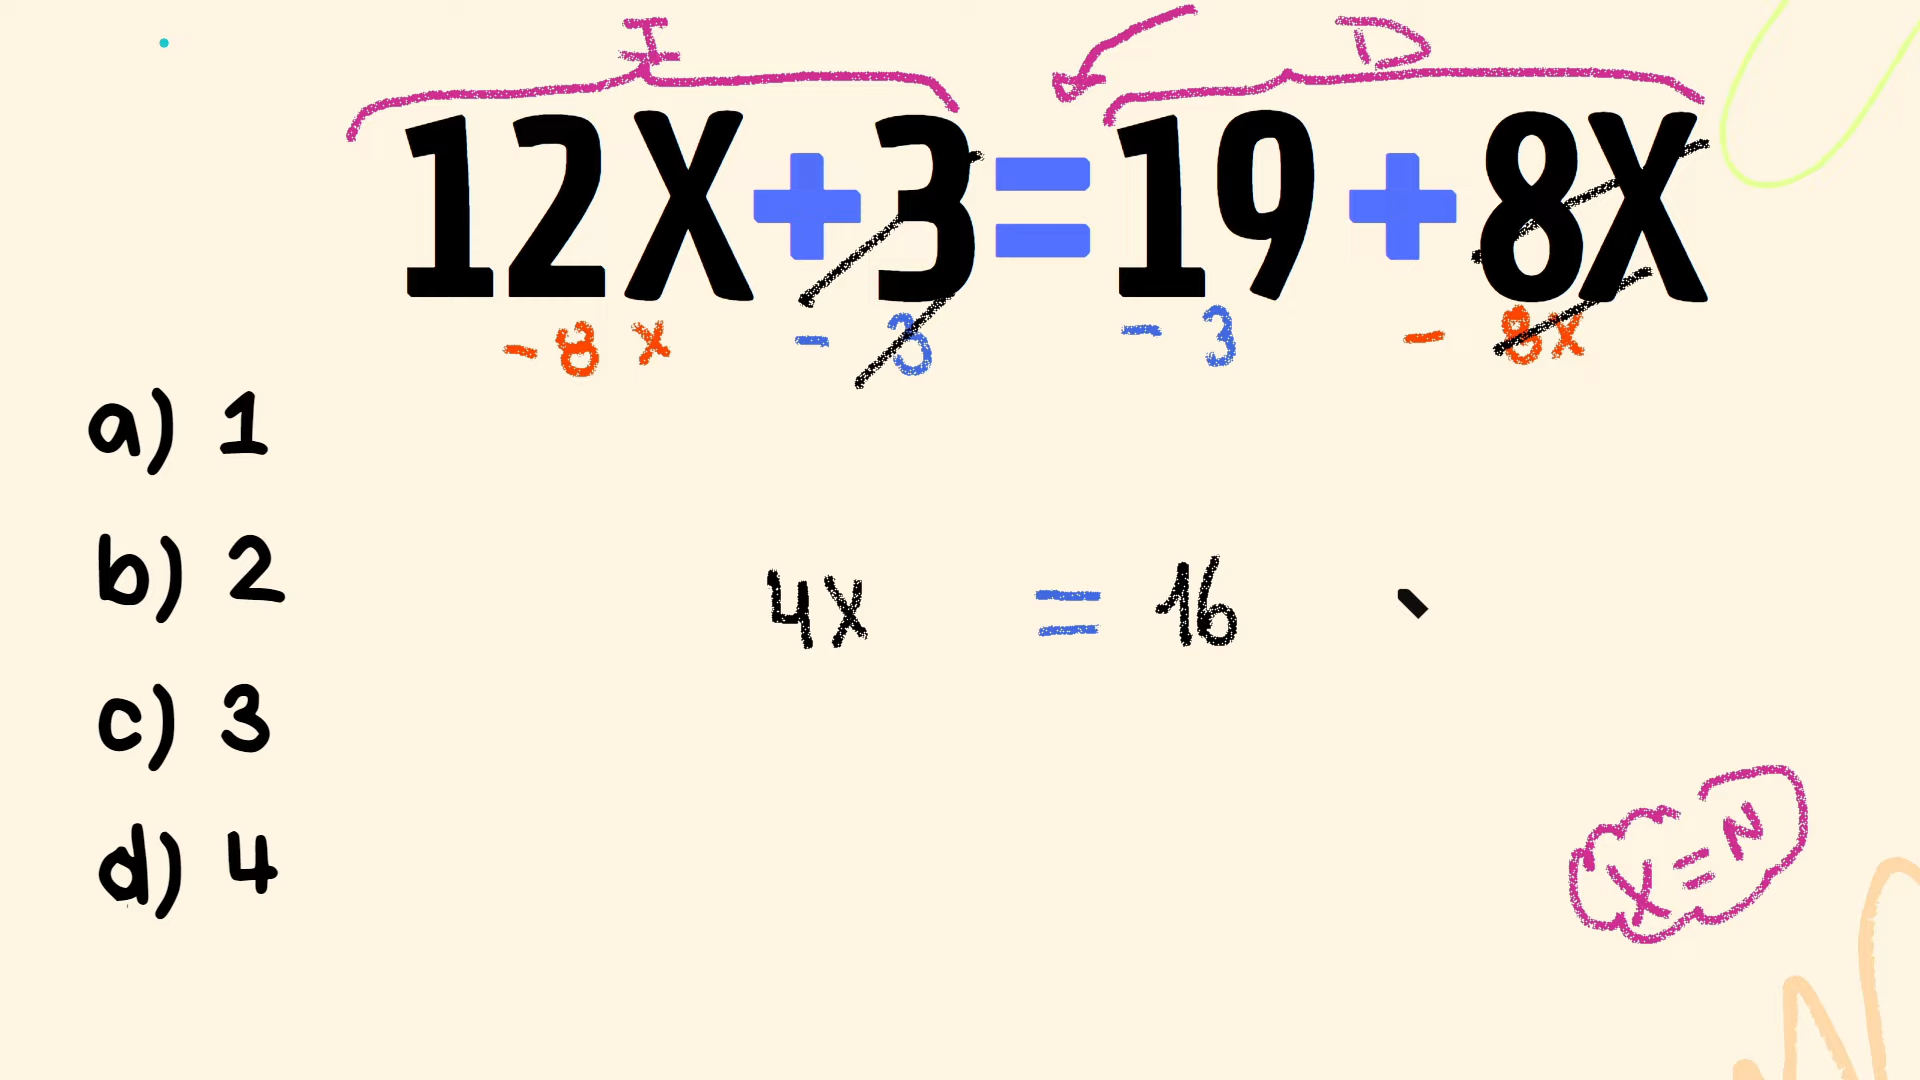 I D
12X+3=19+8X
-8x -3 -3 -8x
a) 1
b) 2
4x = 16
c) 3
d) 4
x=N